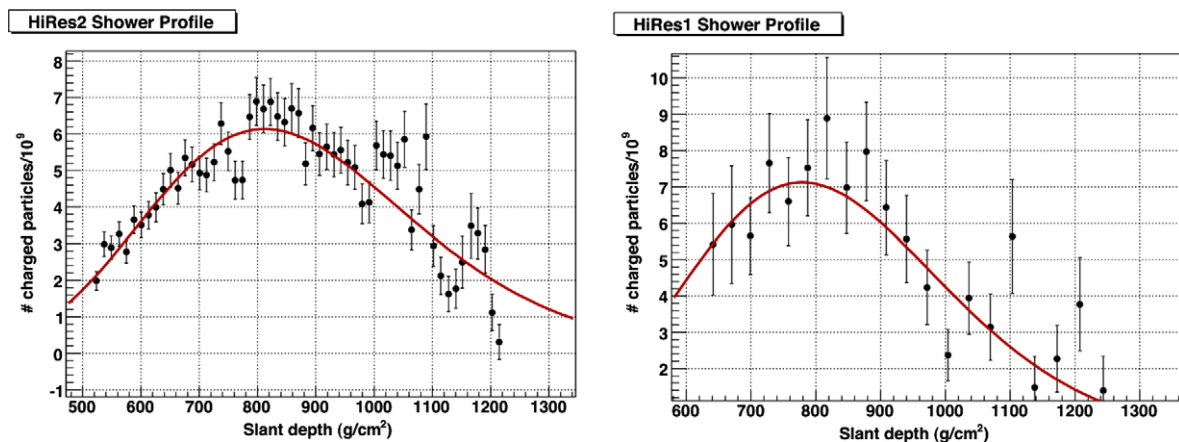 HiRes2 Shower Profile
# charged particles/10⁹
8
7
6
5
4
3
2
1
0
-1
500 600 700 800 900 1000 1100 1200 1300
Slant depth (g/cm²)
HiRes1 Shower Profile
# charged particles/10⁹
10
9
8
7
6
5
4
3
2
600 700 800 900 1000 1100 1200 1300
Slant depth (g/cm²)